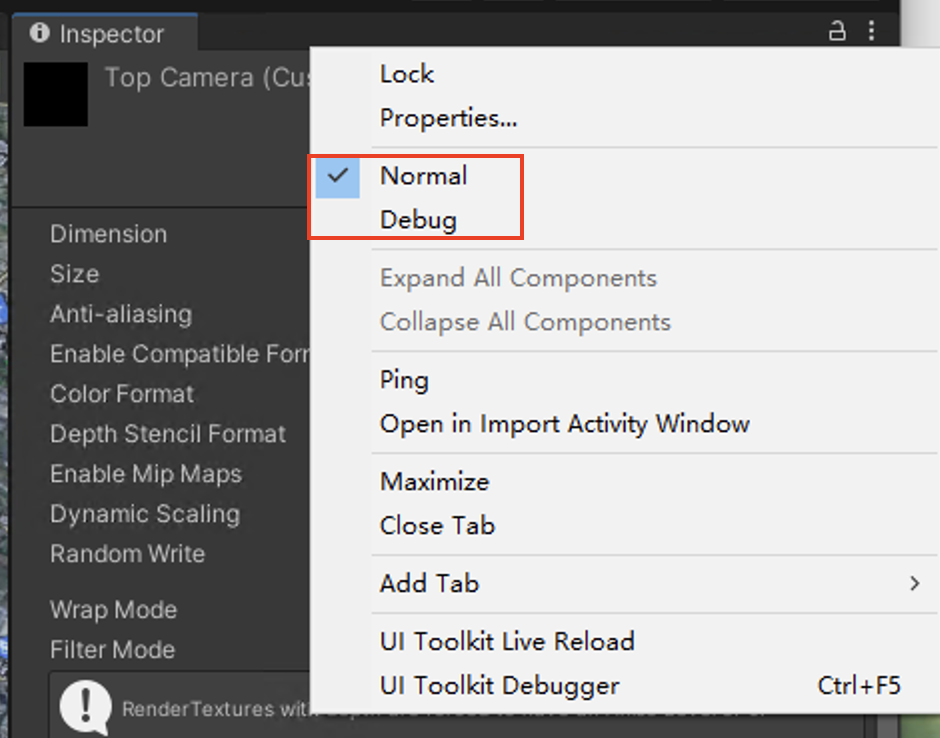 Inspector
Top Camera (Cus
Lock
Properties...
Normal
Debug
Expand All Components
Collapse All Components
Ping
Open in Import Activity Window
Maximize
Close Tab
Add Tab
UI Toolkit Live Reload
UI Toolkit Debugger Ctrl+F5
Dimension
Size
Anti-aliasing
Enable Compatible Form
Color Format
Depth Stencil Format
Enable Mip Maps
Dynamic Scaling
Random Write
Wrap Mode
Filter Mode
RenderTextures with